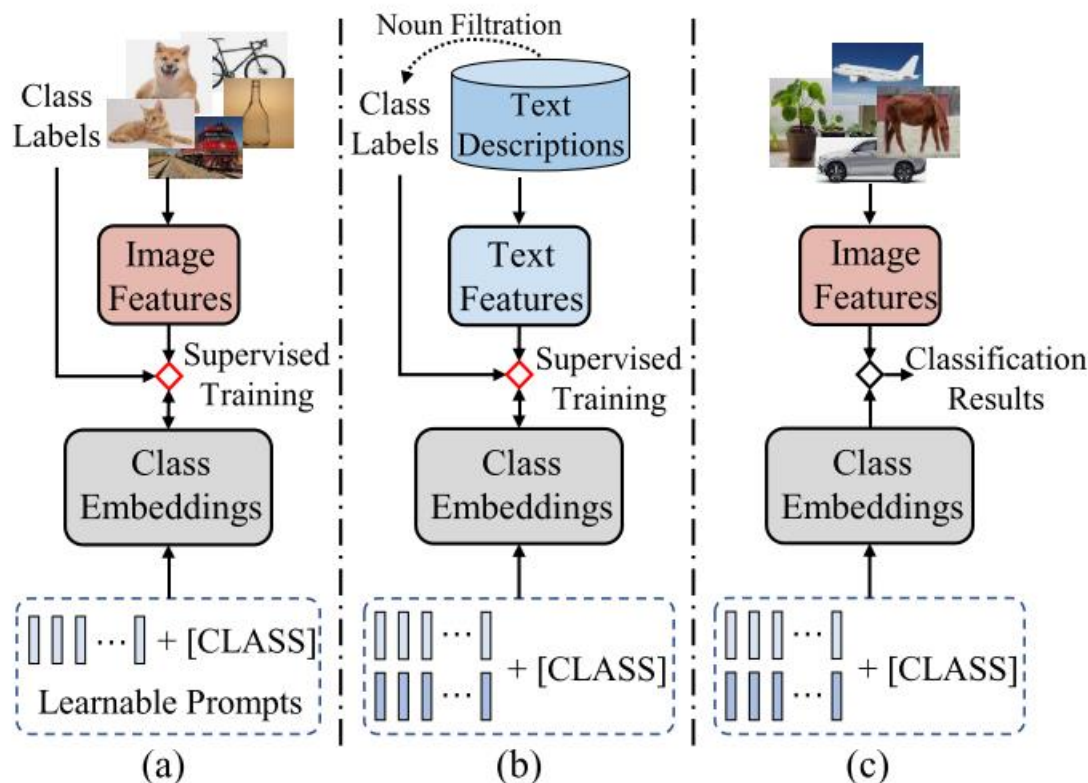 Class
Labels
Image
Features
Supervised
Training
Class
Embeddings
··· + [CLASS]
Learnable Prompts
(a)
Noun Filtration
Class
Labels
Text
Descriptions
Text
Features
Supervised
Training
Class
Embeddings
···
+ [CLASS]
···
(b)
Image
Features
Classification
Results
Class
Embeddings
···
+ [CLASS]
···
(c)